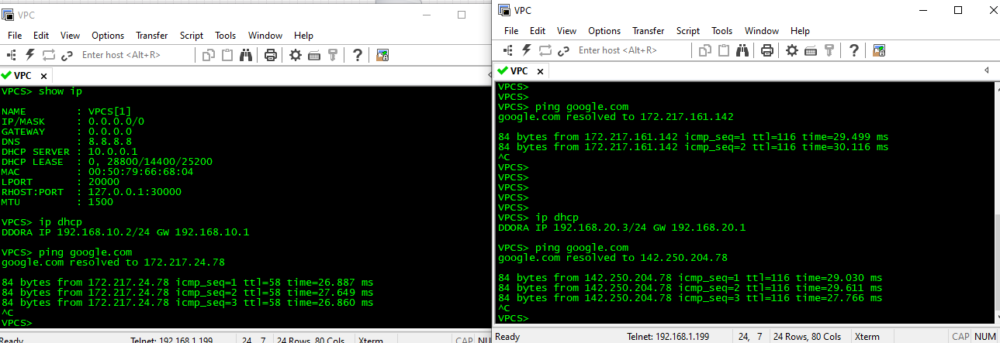 VPC
File Edit View Options Transfer Script Tools Window Help
Enter host <Alt+R>
VPC
VPCS> show ip
NAME        : VPCS[1]
IP/MASK     : 0.0.0.0/0
GATEWAY     : 0.0.0.0
DNS         : 8.8.8.8
DHCP SERVER : 10.0.0.1
DHCP LEASE  : 0, 28800/14400/25200
MAC         : 00:50:79:66:68:04
LPORT       : 20000
RHOST:PORT  : 127.0.0.1:30000
MTU         : 1500
VPCS> ip dhcp
DDORA IP 192.168.10.2/24 GW 192.168.10.1
VPCS> ping google.com
google.com resolved to 172.217.24.78
84 bytes from 172.217.24.78 icmp_seq=1 ttl=58 time=26.887 ms
84 bytes from 172.217.24.78 icmp_seq=2 ttl=58 time=27.649 ms
84 bytes from 172.217.24.78 icmp_seq=3 ttl=58 time=26.860 ms
^C
VPCS>
Ready Telnet: 192.168.1.199 24, 7 24 Rows, 80 Cols Xterm CAP NU
VPC
File Edit View Options Transfer Script Tools Window Help
Enter host <Alt+R>
VPC
VPCS>
VPCS>
VPCS> ping google.com
google.com resolved to 172.217.161.142
84 bytes from 172.217.161.142 icmp_seq=1 ttl=116 time=29.499 ms
84 bytes from 172.217.161.142 icmp_seq=2 ttl=116 time=30.116 ms
^C
VPCS>
VPCS>
VPCS>
VPCS>
VPCS>
VPCS> ip dhcp
DDORA IP 192.168.20.3/24 GW 192.168.20.1
VPCS> ping google.com
google.com resolved to 142.250.204.78
84 bytes from 142.250.204.78 icmp_seq=1 ttl=116 time=29.030 ms
84 bytes from 142.250.204.78 icmp_seq=2 ttl=116 time=29.611 ms
84 bytes from 142.250.204.78 icmp_seq=3 ttl=116 time=27.766 ms
^C
VPCS>
Ready Telnet: 192.168.1.199 24, 7 24 Rows, 80 Cols Xterm CAP NUM